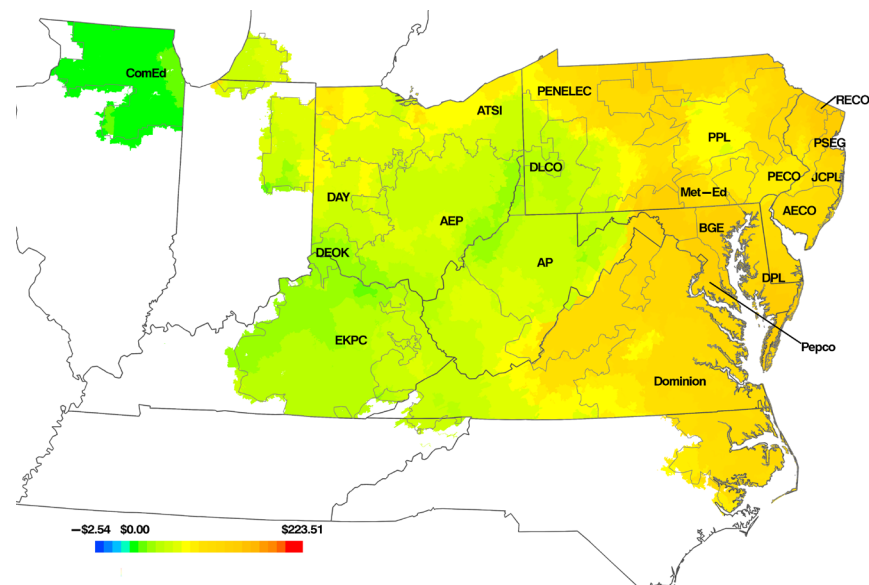 ComEd
PENELEC
RECO
ATSI
PPL
PSEG
DLCO
PECO
JCPL
DAY
Met-Ed
AECO
AEP
BGE
DEOK
AP
DPL
EKPC
Pepco
Dominion
−$2.54 $0.00 $223.51